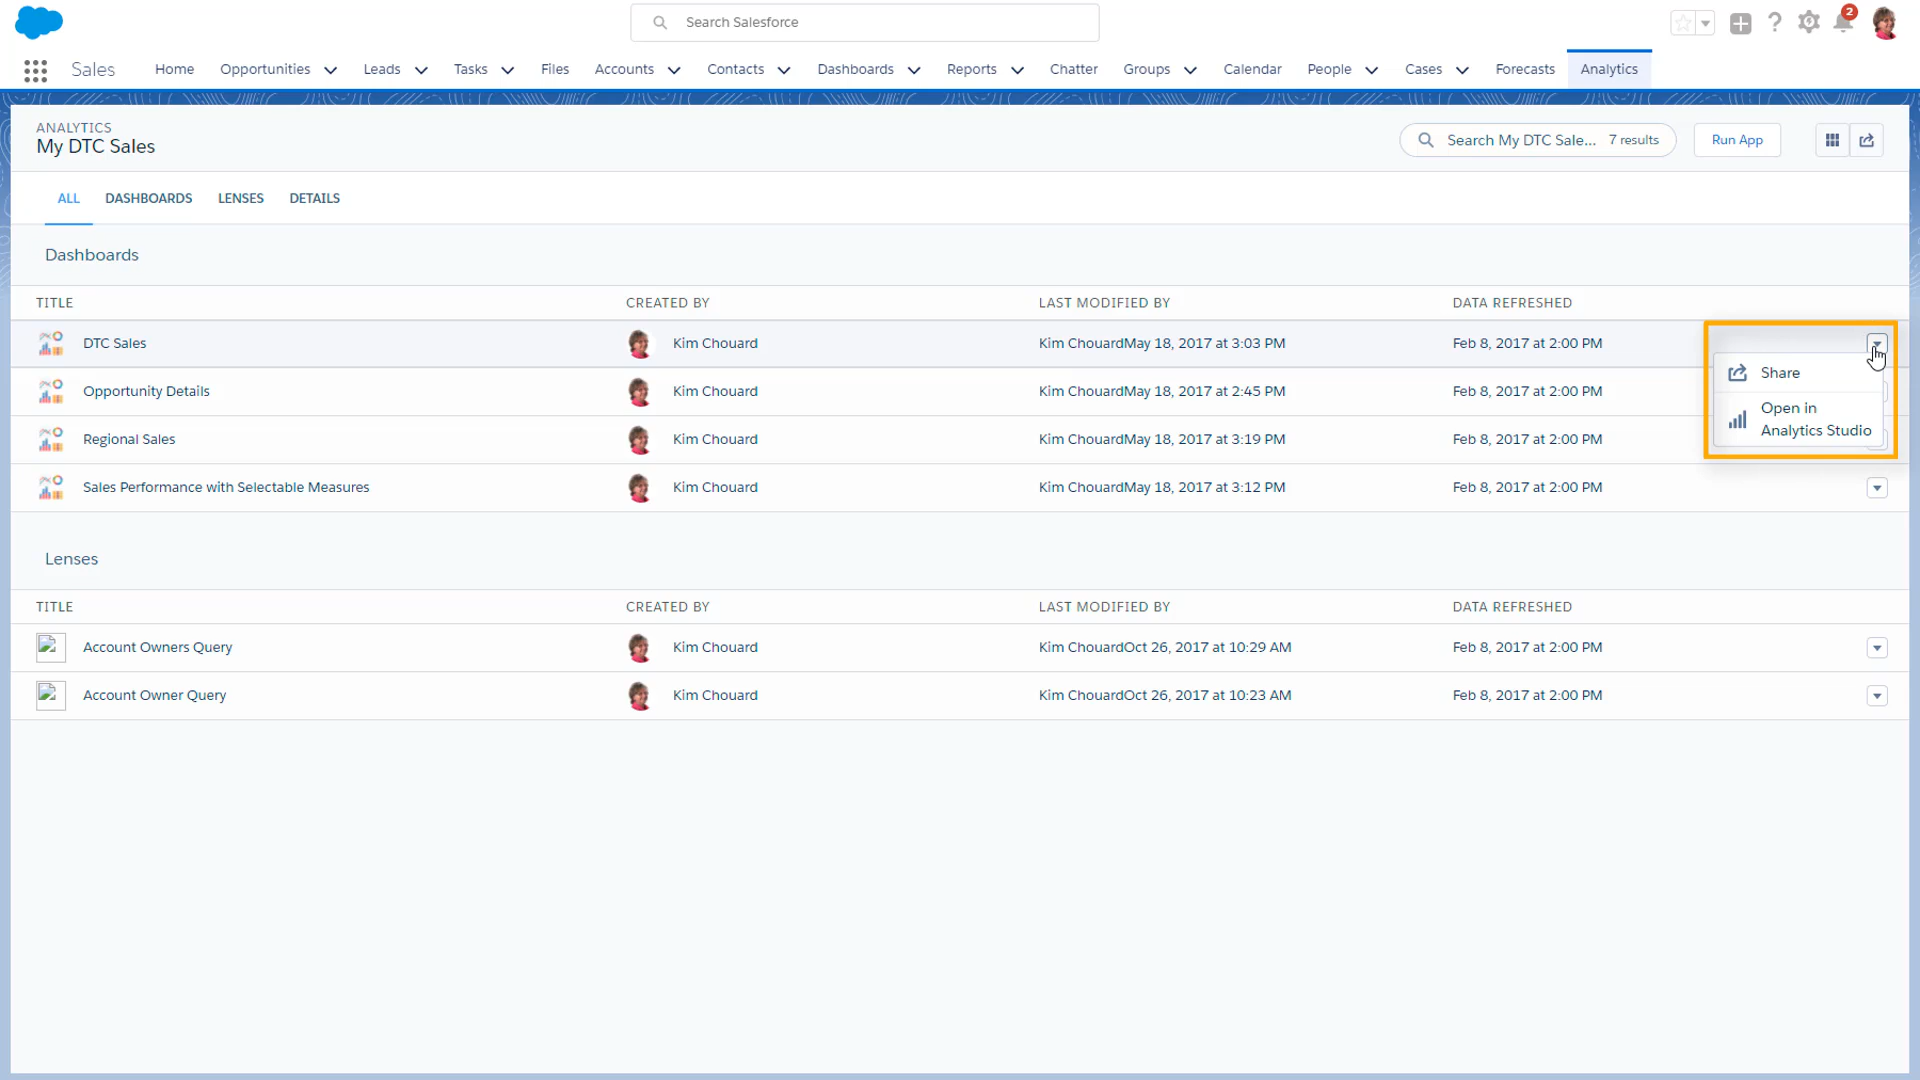 Search Salesforce
2
Sales Home Opportunities Leads Tasks Files Accounts Contacts Dashboards Reports Chatter Groups Calendar People Cases Forecasts Analytics
ANALYTICS
My DTC Sales
Search My DTC Sale... 7 results Run App
ALL DASHBOARDS LENSES DETAILS
Dashboards
TITLE CREATED BY LAST MODIFIED BY DATA REFRESHED
DTC Sales Kim Chouard Kim ChouardMay 18, 2017 at 3:03 PM Feb 8, 2017 at 2:00 PM
Share
Opportunity Details Kim Chouard Kim ChouardMay 18, 2017 at 2:45 PM Feb 8, 2017 at 2:00 PM
Open in
Analytics Studio
Regional Sales Kim Chouard Kim ChouardMay 18, 2017 at 3:19 PM Feb 8, 2017 at 2:00 PM
Sales Performance with Selectable Measures Kim Chouard Kim ChouardMay 18, 2017 at 3:12 PM Feb 8, 2017 at 2:00 PM
Lenses
TITLE CREATED BY LAST MODIFIED BY DATA REFRESHED
Account Owners Query Kim Chouard Kim ChouardOct 26, 2017 at 10:29 AM Feb 8, 2017 at 2:00 PM
Account Owner Query Kim Chouard Kim ChouardOct 26, 2017 at 10:23 AM Feb 8, 2017 at 2:00 PM